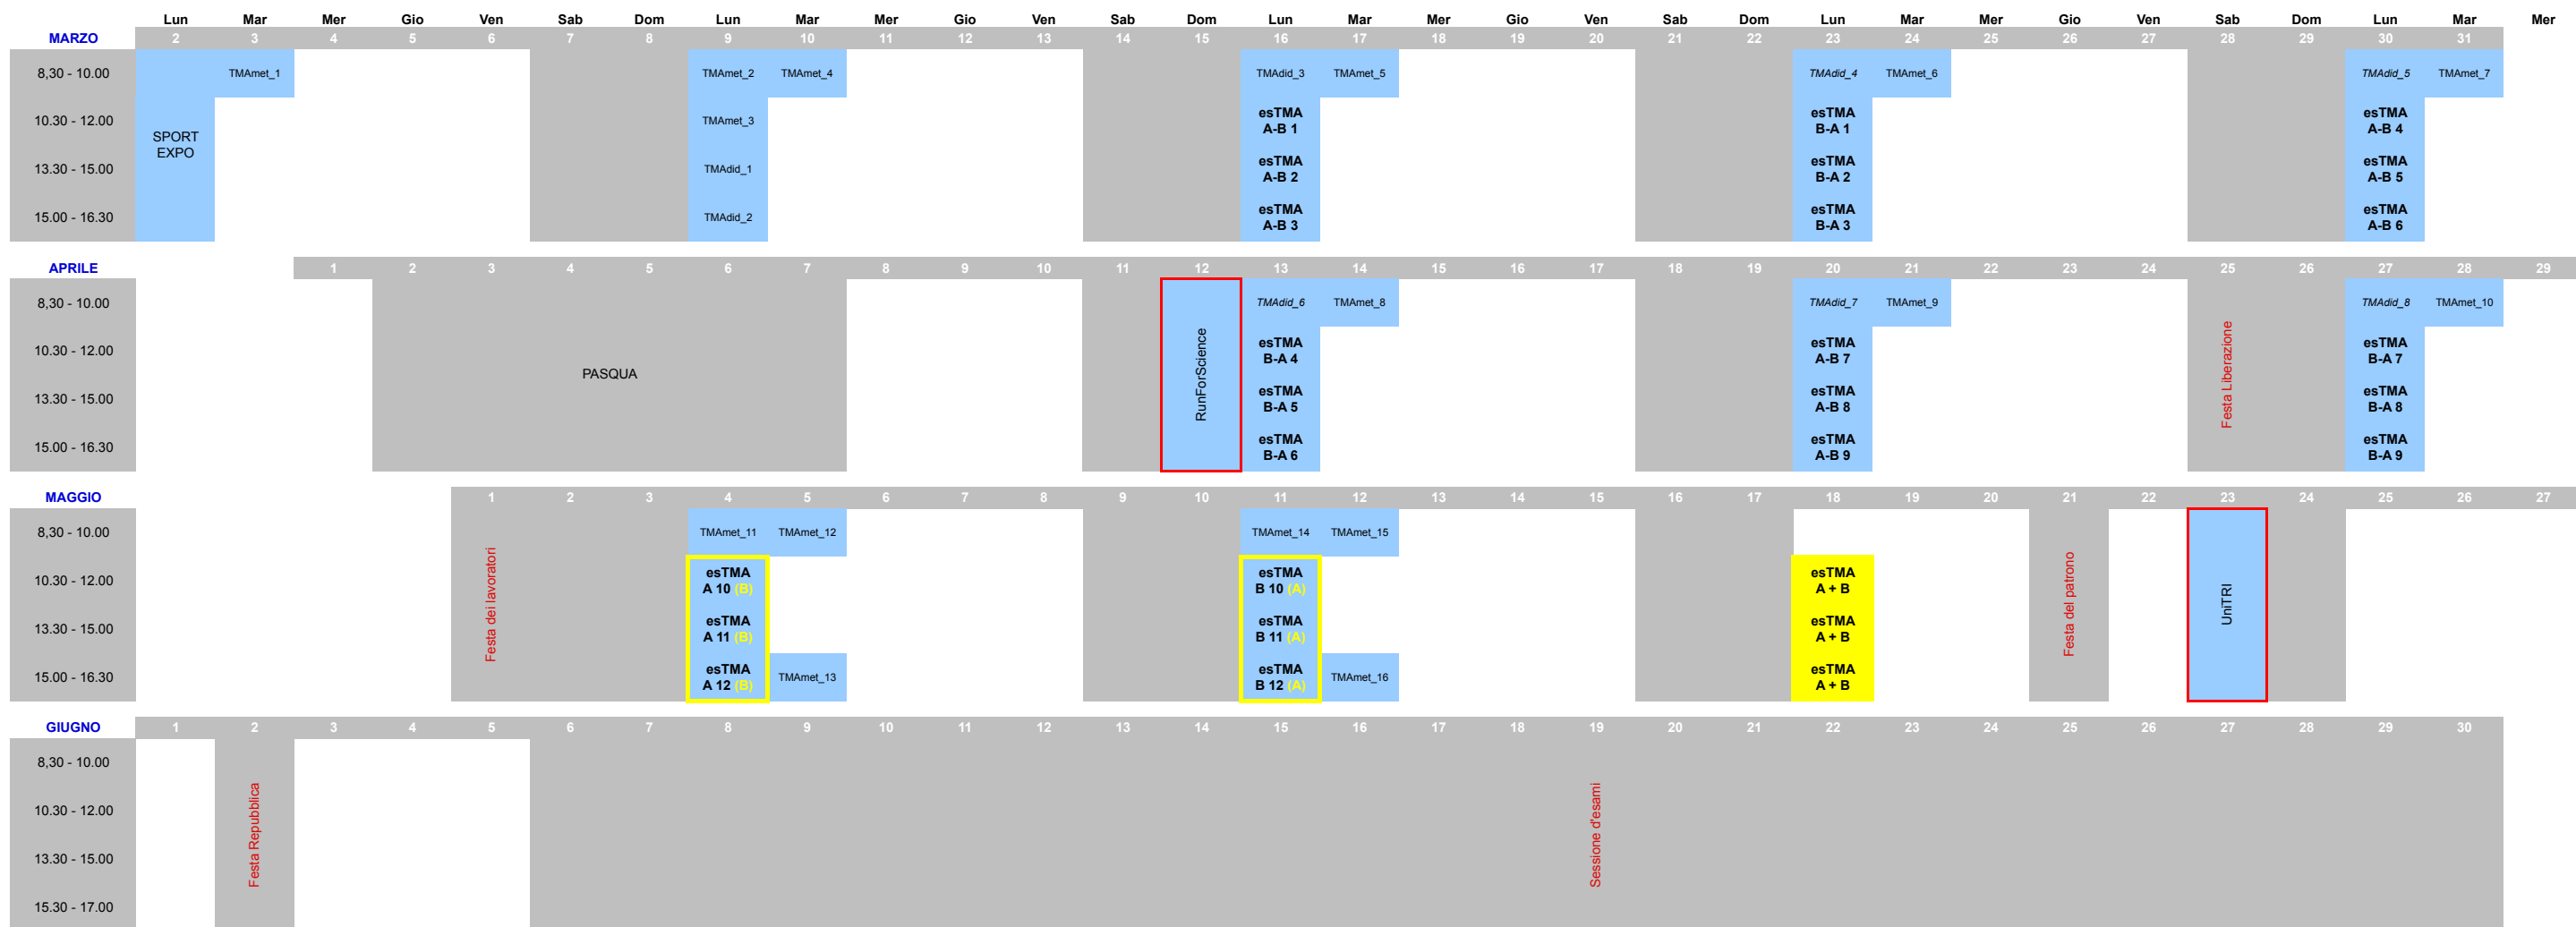 Lun Mar Mer Gio Ven Sab Dom Lun Mar Mer Gio Ven Sab Dom Lun Mar Mer Gio Ven Sab Dom Lun Mar Mer Gio Ven Sab Dom Lun Mar Mer
MARZO 2 3 4 5 6 7 8 9 10 11 12 13 14 15 16 17 18 19 20 21 22 23 24 25 26 27 28 29 30 31
8,30 - 10.00 TMAmet_1 TMAmet_2 TMAmet_4 TMAdid_3 TMAmet_5 TMAdid_4 TMAmet_6 TMAdid_5 TMAmet_7
SPORT
EXPO
10.30 - 12.00 TMAmet_3 esTMA esTMA esTMA
A-B 1 B-A 1 A-B 4
13.30 - 15.00 TMAdid_1 esTMA esTMA esTMA
A-B 2 B-A 2 A-B 5
15.00 - 16.30 TMAdid_2 esTMA esTMA esTMA
A-B 3 B-A 3 A-B 6
APRILE 1 2 3 4 5 6 7 8 9 10 11 12 13 14 15 16 17 18 19 20 21 22 23 24 25 26 27 28 29
8,30 - 10.00 TMAdid_6 TMAmet_8 TMAdid_7 TMAmet_9 TMAdid_8 TMAmet_10
PASQUA
RunForScience
Festa Liberazione
10.30 - 12.00 esTMA esTMA esTMA
B-A 4 A-B 7 B-A 7
13.30 - 15.00 esTMA esTMA esTMA
B-A 5 A-B 8 B-A 8
15.00 - 16.30 esTMA esTMA esTMA
B-A 6 A-B 9 B-A 9
MAGGIO 1 2 3 4 5 6 7 8 9 10 11 12 13 14 15 16 17 18 19 20 21 22 23 24 25 26 27
8,30 - 10.00 TMAmet_11 TMAmet_12 TMAmet_14 TMAmet_15
Festa dei lavoratori
Festa del patrono
UniTRI
10.30 - 12.00 esTMA esTMA esTMA
A 10 (B) B 10 (A) A + B
13.30 - 15.00 esTMA esTMA esTMA
A 11 (B) B 11 (A) A + B
15.00 - 16.30 esTMA TMAmet_13 esTMA TMAmet_16 esTMA
A 12 (B) B 12 (A) A + B
GIUGNO 1 2 3 4 5 6 7 8 9 10 11 12 13 14 15 16 17 18 19 20 21 22 23 24 25 26 27 28 29 30
8,30 - 10.00
Festa Repubblica
Sessione d'esami
10.30 - 12.00
13.30 - 15.00
15.30 - 17.00